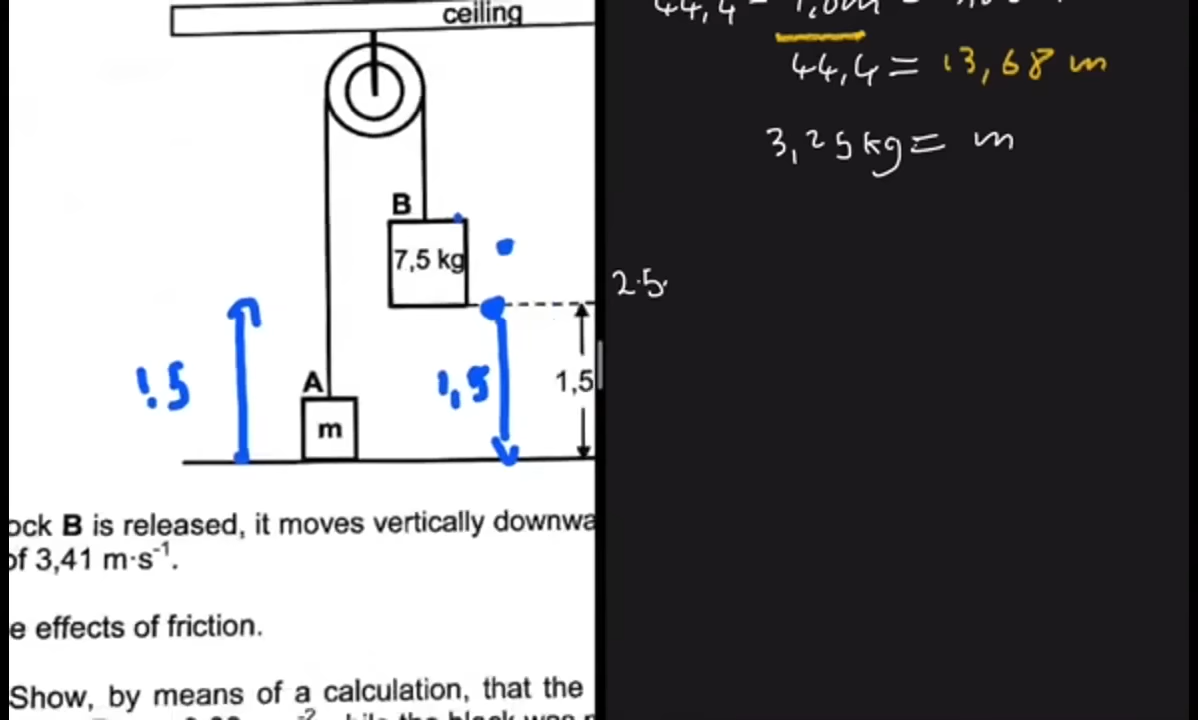 ceiling
44,4 = 13,68 m
3,25kg = m
B
7,5 kg
2.5.
1.5
1,5
1,5
A
m
ock B is released, it moves vertically downwa
of 3,41 m·s⁻¹.
e effects of friction.
Show, by means of a calculation, that the